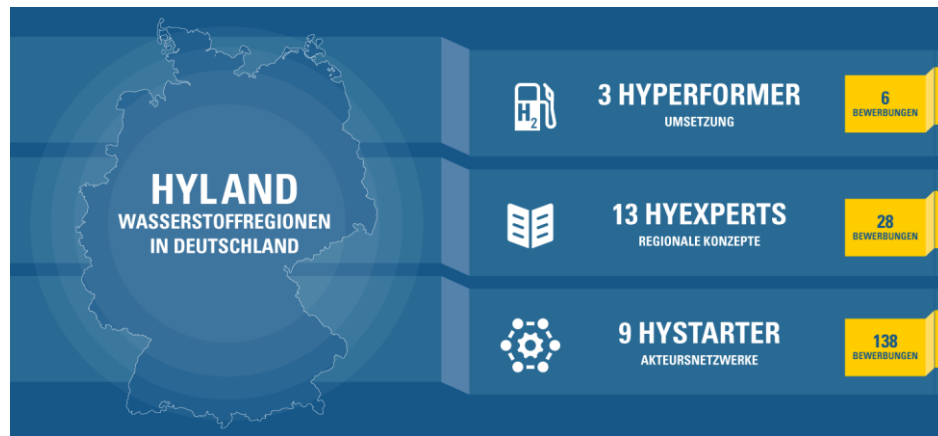 HYLAND
WASSERSTOFFREGIONEN
IN DEUTSCHLAND
H2
3 HYPERFORMER
UMSETZUNG
6
BEWERBUNGEN
13 HYEXPERTS
REGIONALE KONZEPTE
28
BEWERBUNGEN
9 HYSTARTER
AKTEURSNETZWERKE
138
BEWERBUNGEN